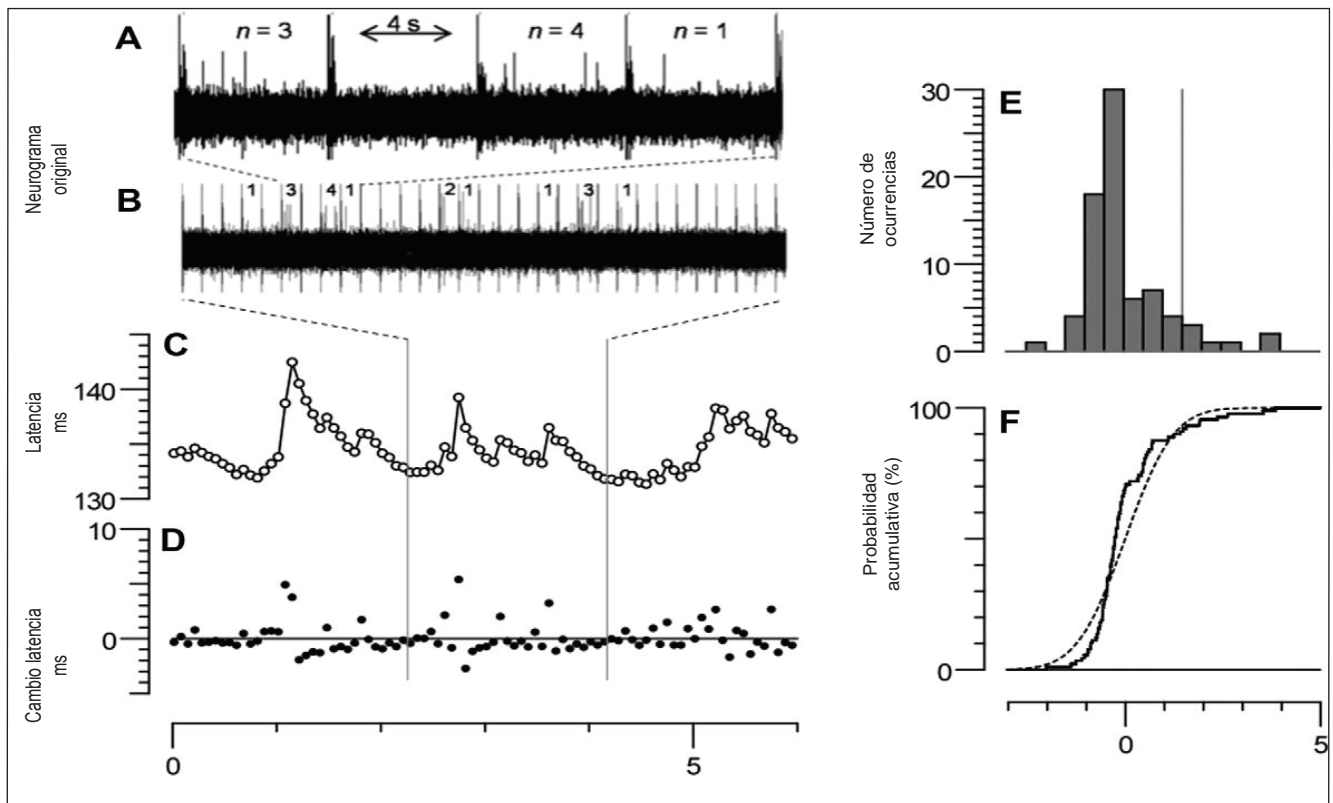 A
n = 3
4 s
n = 4
n = 1
Neurograma
original
B
1 3 4 1 2 1 1 3 1
C
Latencia
ms
140
130
D
Cambio latencia
ms
10
0
0 5
E
Número de
ocurrencias
30
20
10
0
F
Probabilidad
acumulativa (%)
100
0
0 5